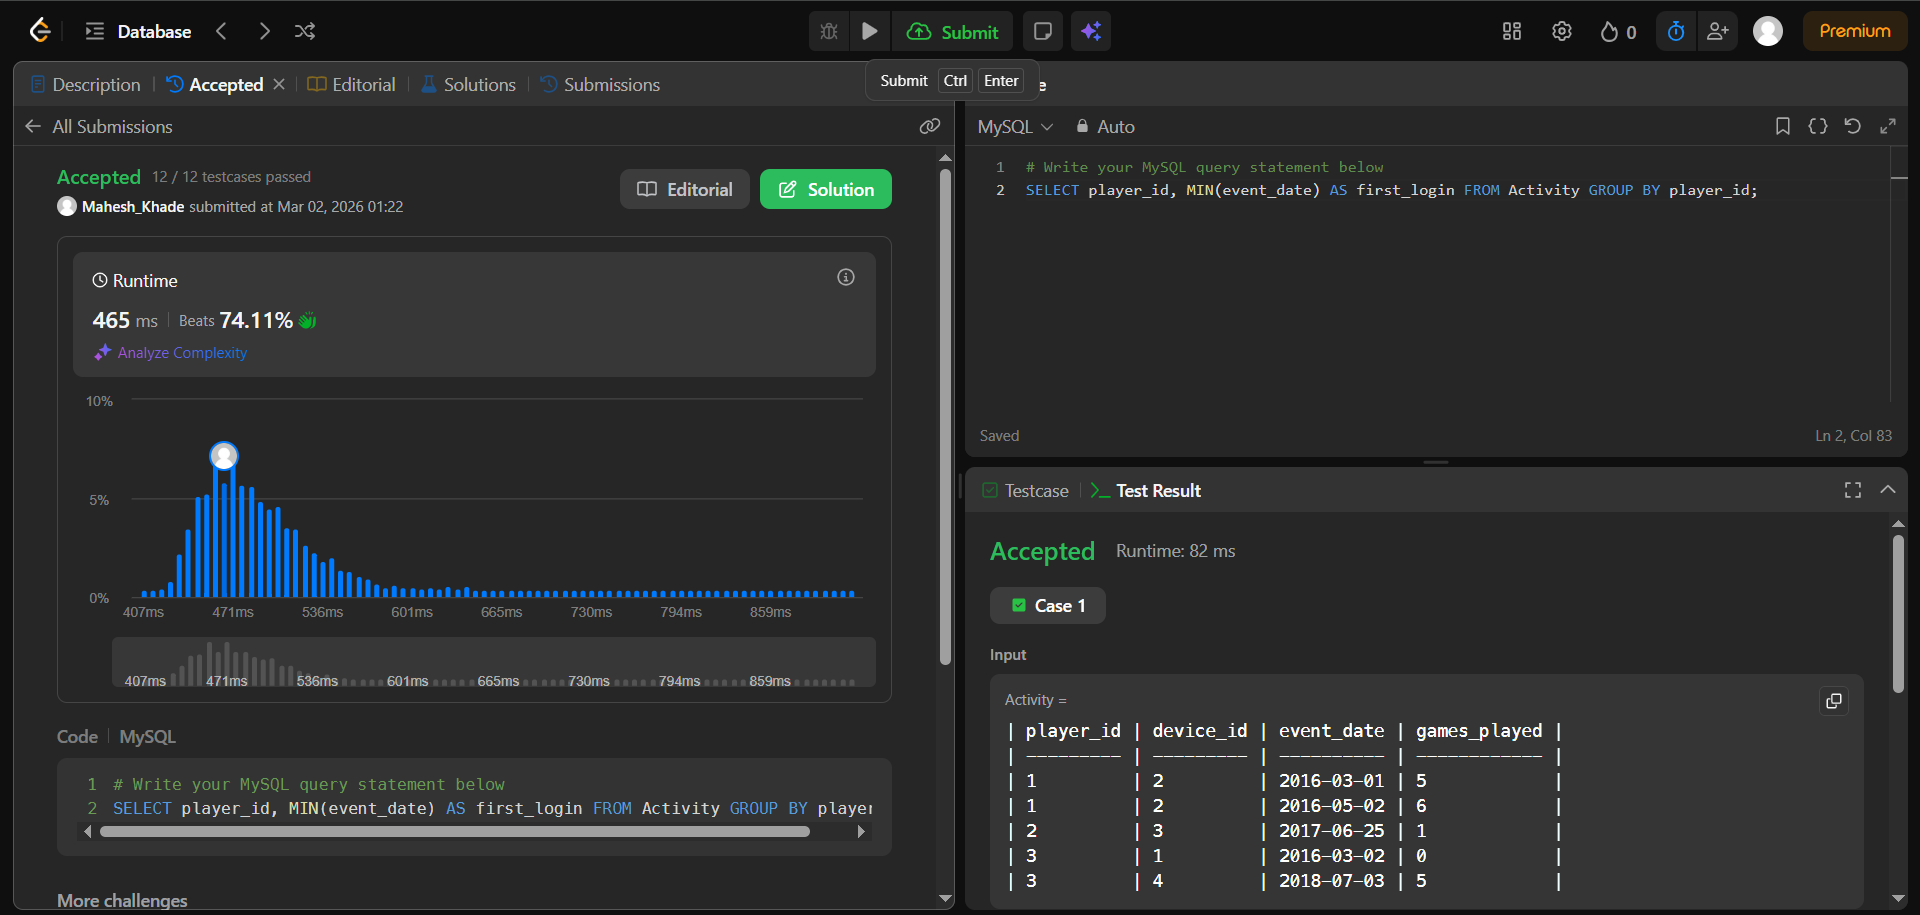 Database
Submit
0
Premium
Description
Accepted
Editorial
Solutions
Submissions
Submit Ctrl Enter
All Submissions
Accepted 12 / 12 testcases passed
Mahesh_Khade submitted at Mar 02, 2026 01:22
Editorial
Solution
Runtime
465 ms Beats 74.11%
Analyze Complexity
10%
5%
0%
407ms 471ms 536ms 601ms 665ms 730ms 794ms 859ms
407ms 471ms 536ms 601ms 665ms 730ms 794ms 859ms
Code MySQL
1 # Write your MySQL query statement below
2 SELECT player_id, MIN(event_date) AS first_login FROM Activity GROUP BY player
More challenges
MySQL Auto
1 # Write your MySQL query statement below
2 SELECT player_id, MIN(event_date) AS first_login FROM Activity GROUP BY player_id;
Saved
Ln 2, Col 83
Testcase
>_ Test Result
Accepted Runtime: 82 ms
Case 1
Input
Activity =
| player_id | device_id | event_date | games_played |
| --------- | --------- | ---------- | ------------ |
| 1 | 2 | 2016-03-01 | 5 |
| 1 | 2 | 2016-05-02 | 6 |
| 2 | 3 | 2017-06-25 | 1 |
| 3 | 1 | 2016-03-02 | 0 |
| 3 | 4 | 2018-07-03 | 5 |